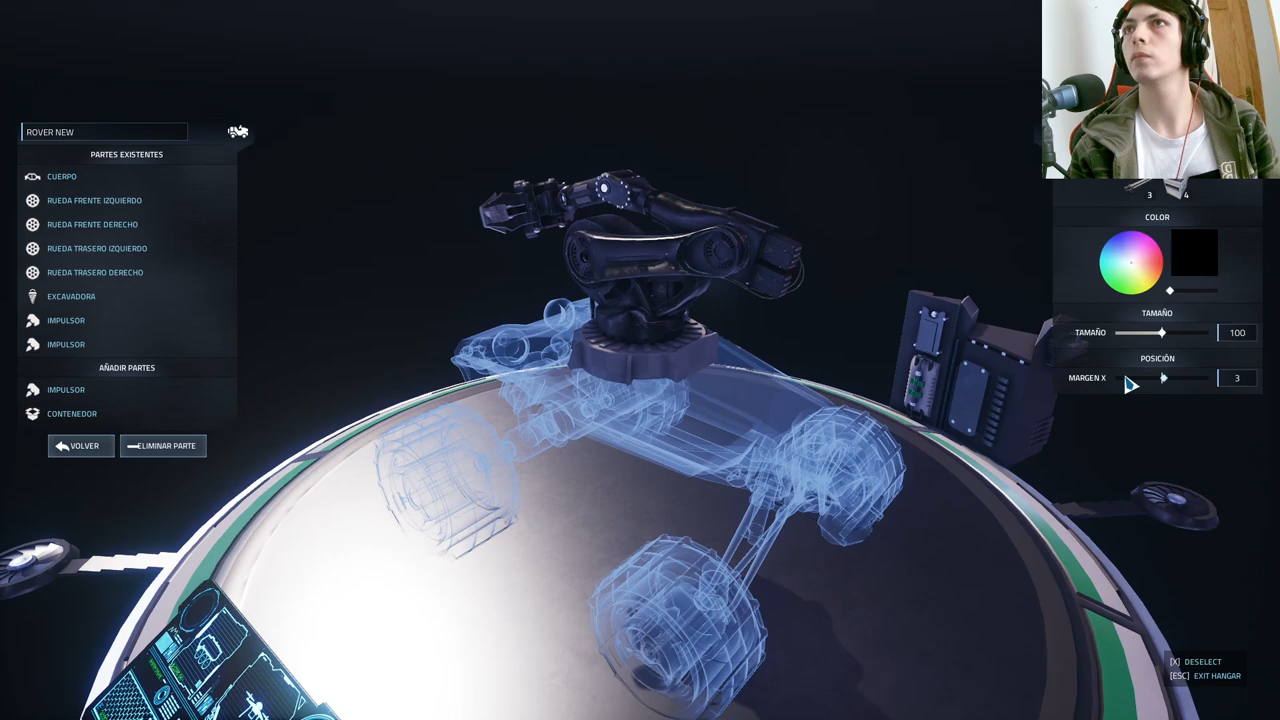 ROVER NEW
PARTES EXISTENTES
CUERPO
RUEDA FRENTE IZQUIERDO
RUEDA FRENTE DERECHO
RUEDA TRASERO IZQUIERDO
RUEDA TRASERO DERECHO
EXCAVADORA
IMPULSOR
IMPULSOR
AÑADIR PARTES
IMPULSOR
CONTENEDOR
VOLVER
ELIMINAR PARTE
3 4
COLOR
TAMAÑO
TAMAÑO 100
POSICIÓN
MARGEN X 3
[X] DESELECT
[ESC] EXIT HANGAR